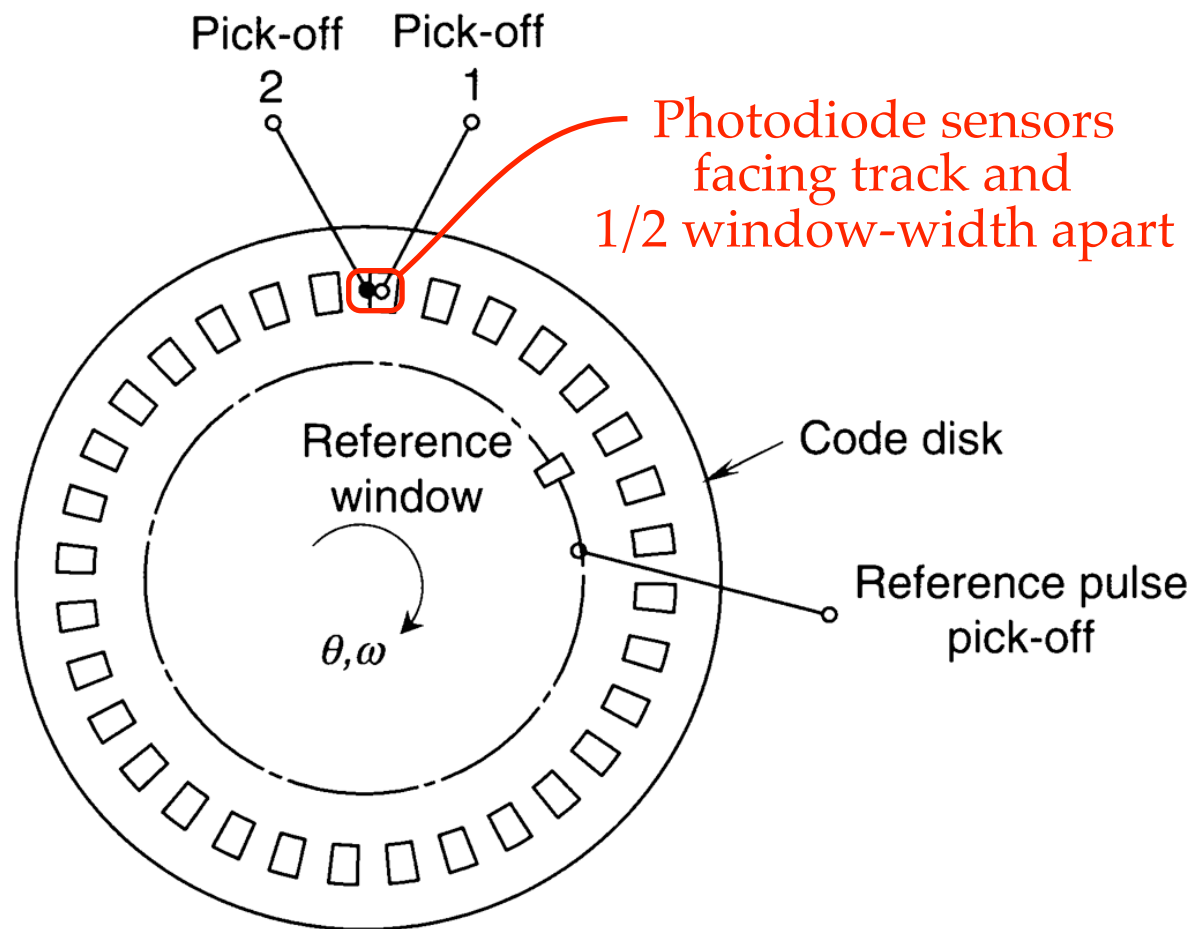 Pick-off Pick-off
2 1
Photodiode sensors
facing track and
1/2 window-width apart
Reference
window
Code disk
Reference pulse
pick-off
θ,ω